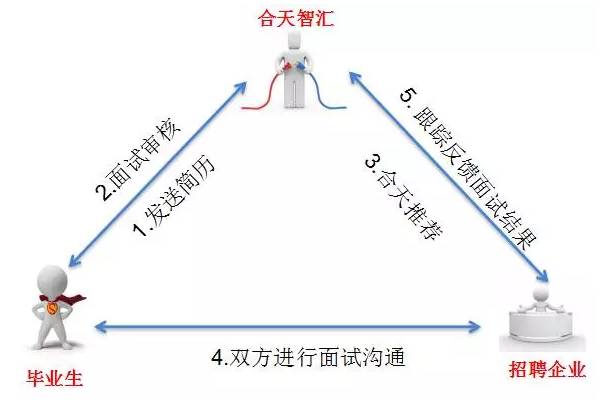 合天智汇
2.面试审核
1.发送简历
5. 跟踪反馈面试结果
3.合天推荐
4.双方进行面试沟通
毕业生
招聘企业